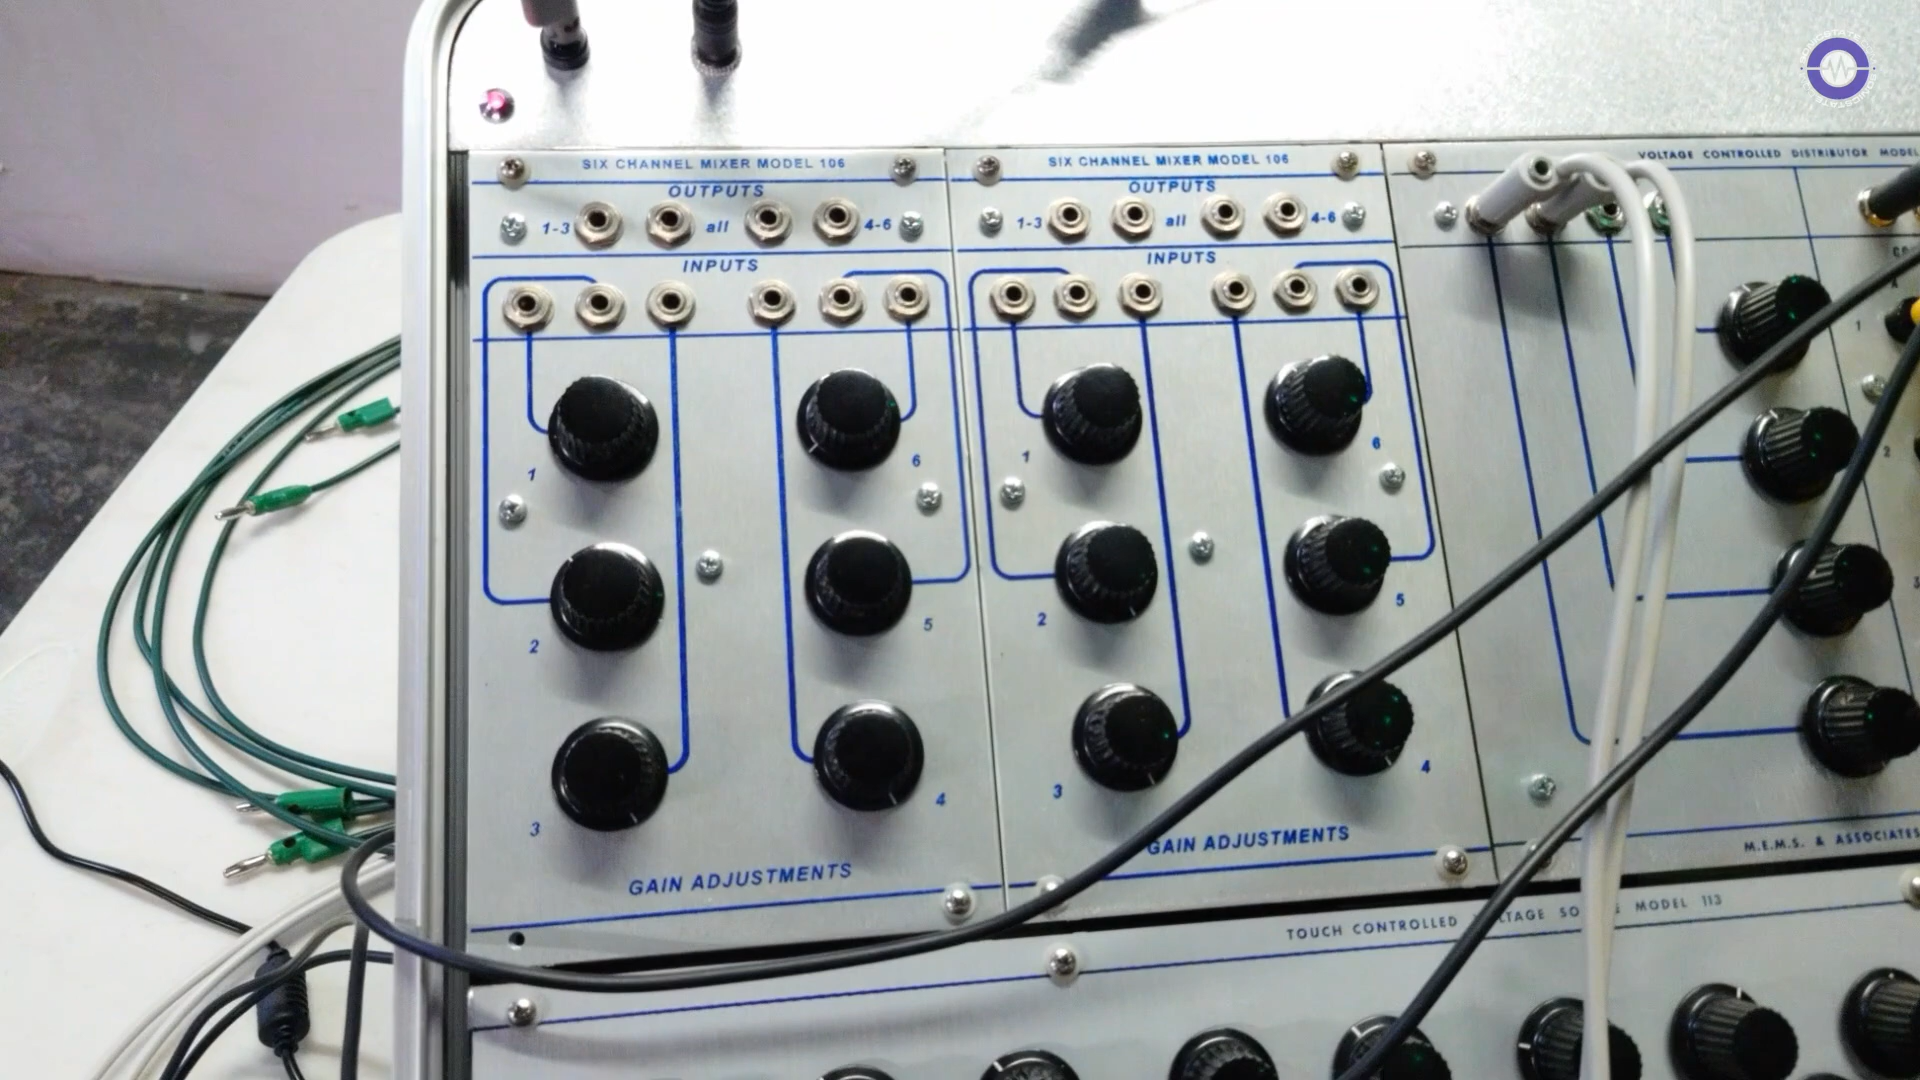 SONICSTATE SONICSTATE
SIX CHANNEL MIXER MODEL 106
OUTPUTS
1-3 all 4-6
INPUTS
1
6
2
5
3
4
GAIN ADJUSTMENTS
SIX CHANNEL MIXER MODEL 106
OUTPUTS
1-3 all 4-6
INPUTS
1
6
2
5
3
4
GAIN ADJUSTMENTS
VOLTAGE CONTROLLED DISTRIBUTOR MODEL
1
2
M.E.M.S. & ASSOCIATES
TOUCH CONTROLLED MODEL 113